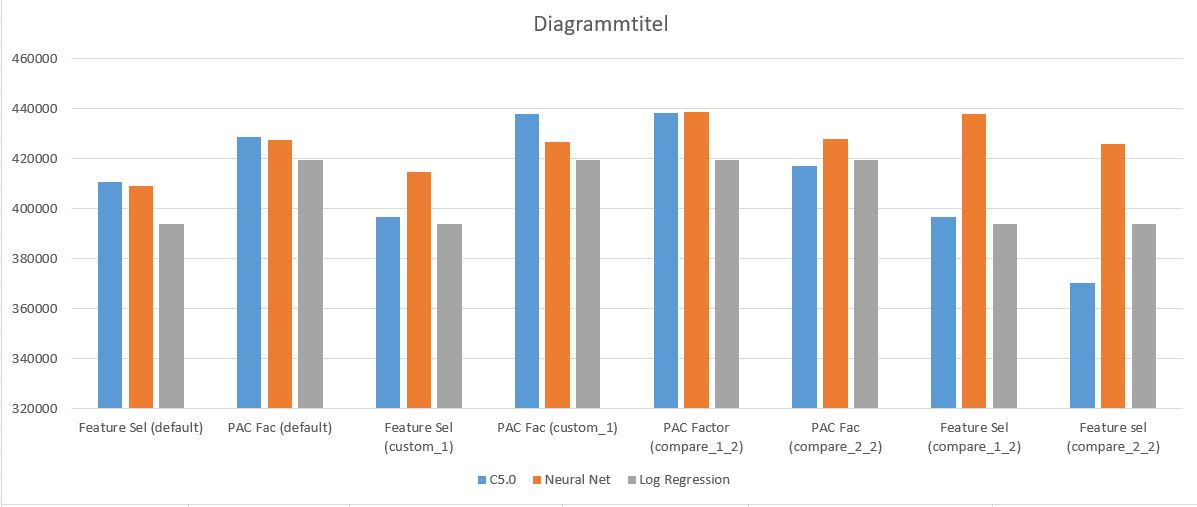 Diagrammtitel
460000
440000
420000
400000
380000
360000
340000
320000
Feature Sel (default)
PAC Fac (default)
Feature Sel
(custom_1)
PAC Fac (custom_1)
PAC Factor
(compare_1_2)
PAC Fac
(compare_2_2)
Feature Sel
(compare_1_2)
Feature sel
(compare_2_2)
C5.0 Neural Net Log Regression